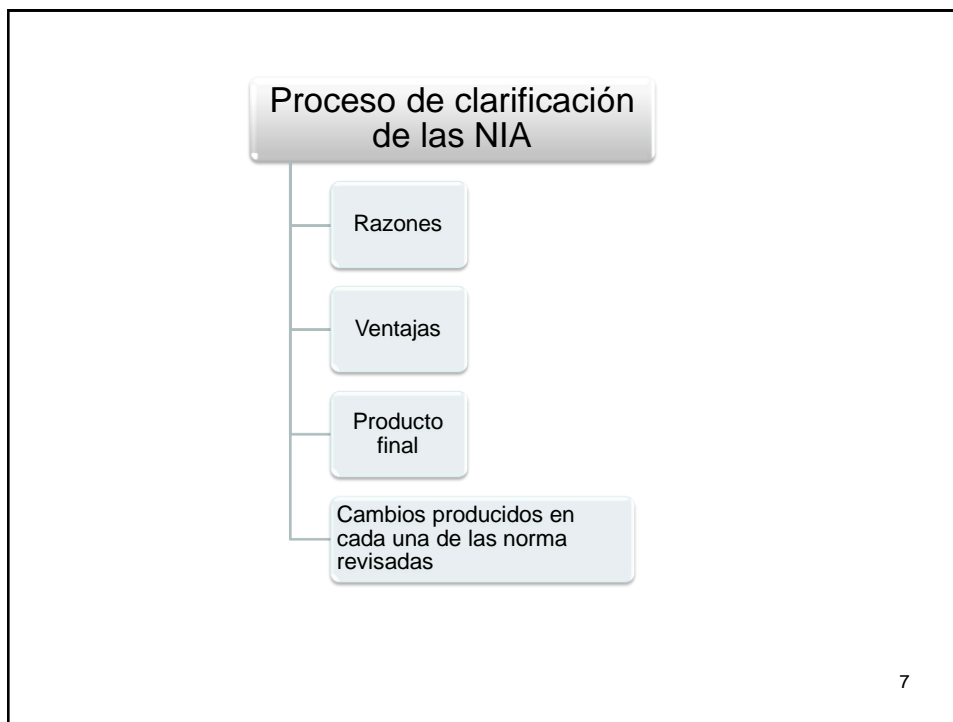 Proceso de clarificación
de las NIA
Razones
Ventajas
Producto
final
Cambios producidos en
cada una de las norma
revisadas
7